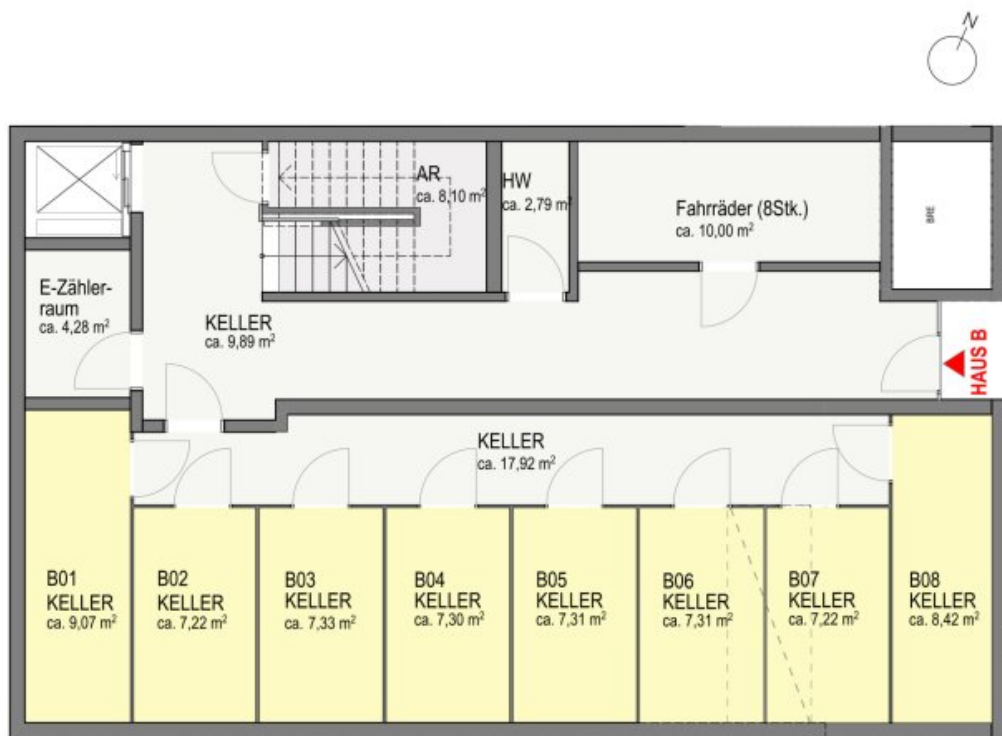 N
AR
ca. 8,10 m²
HW
ca. 2,79 m²
Fahrräder (8Stk.)
ca. 10,00 m²
BRE
E-Zähler-
raum
ca. 4,28 m²
KELLER
ca. 9,89 m²
HAUS B
KELLER
ca. 17,92 m²
B01
KELLER
ca. 9,07 m²
B02
KELLER
ca. 7,22 m²
B03
KELLER
ca. 7,33 m²
B04
KELLER
ca. 7,30 m²
B05
KELLER
ca. 7,31 m²
B06
KELLER
ca. 7,31 m²
B07
KELLER
ca. 7,22 m²
B08
KELLER
ca. 8,42 m²